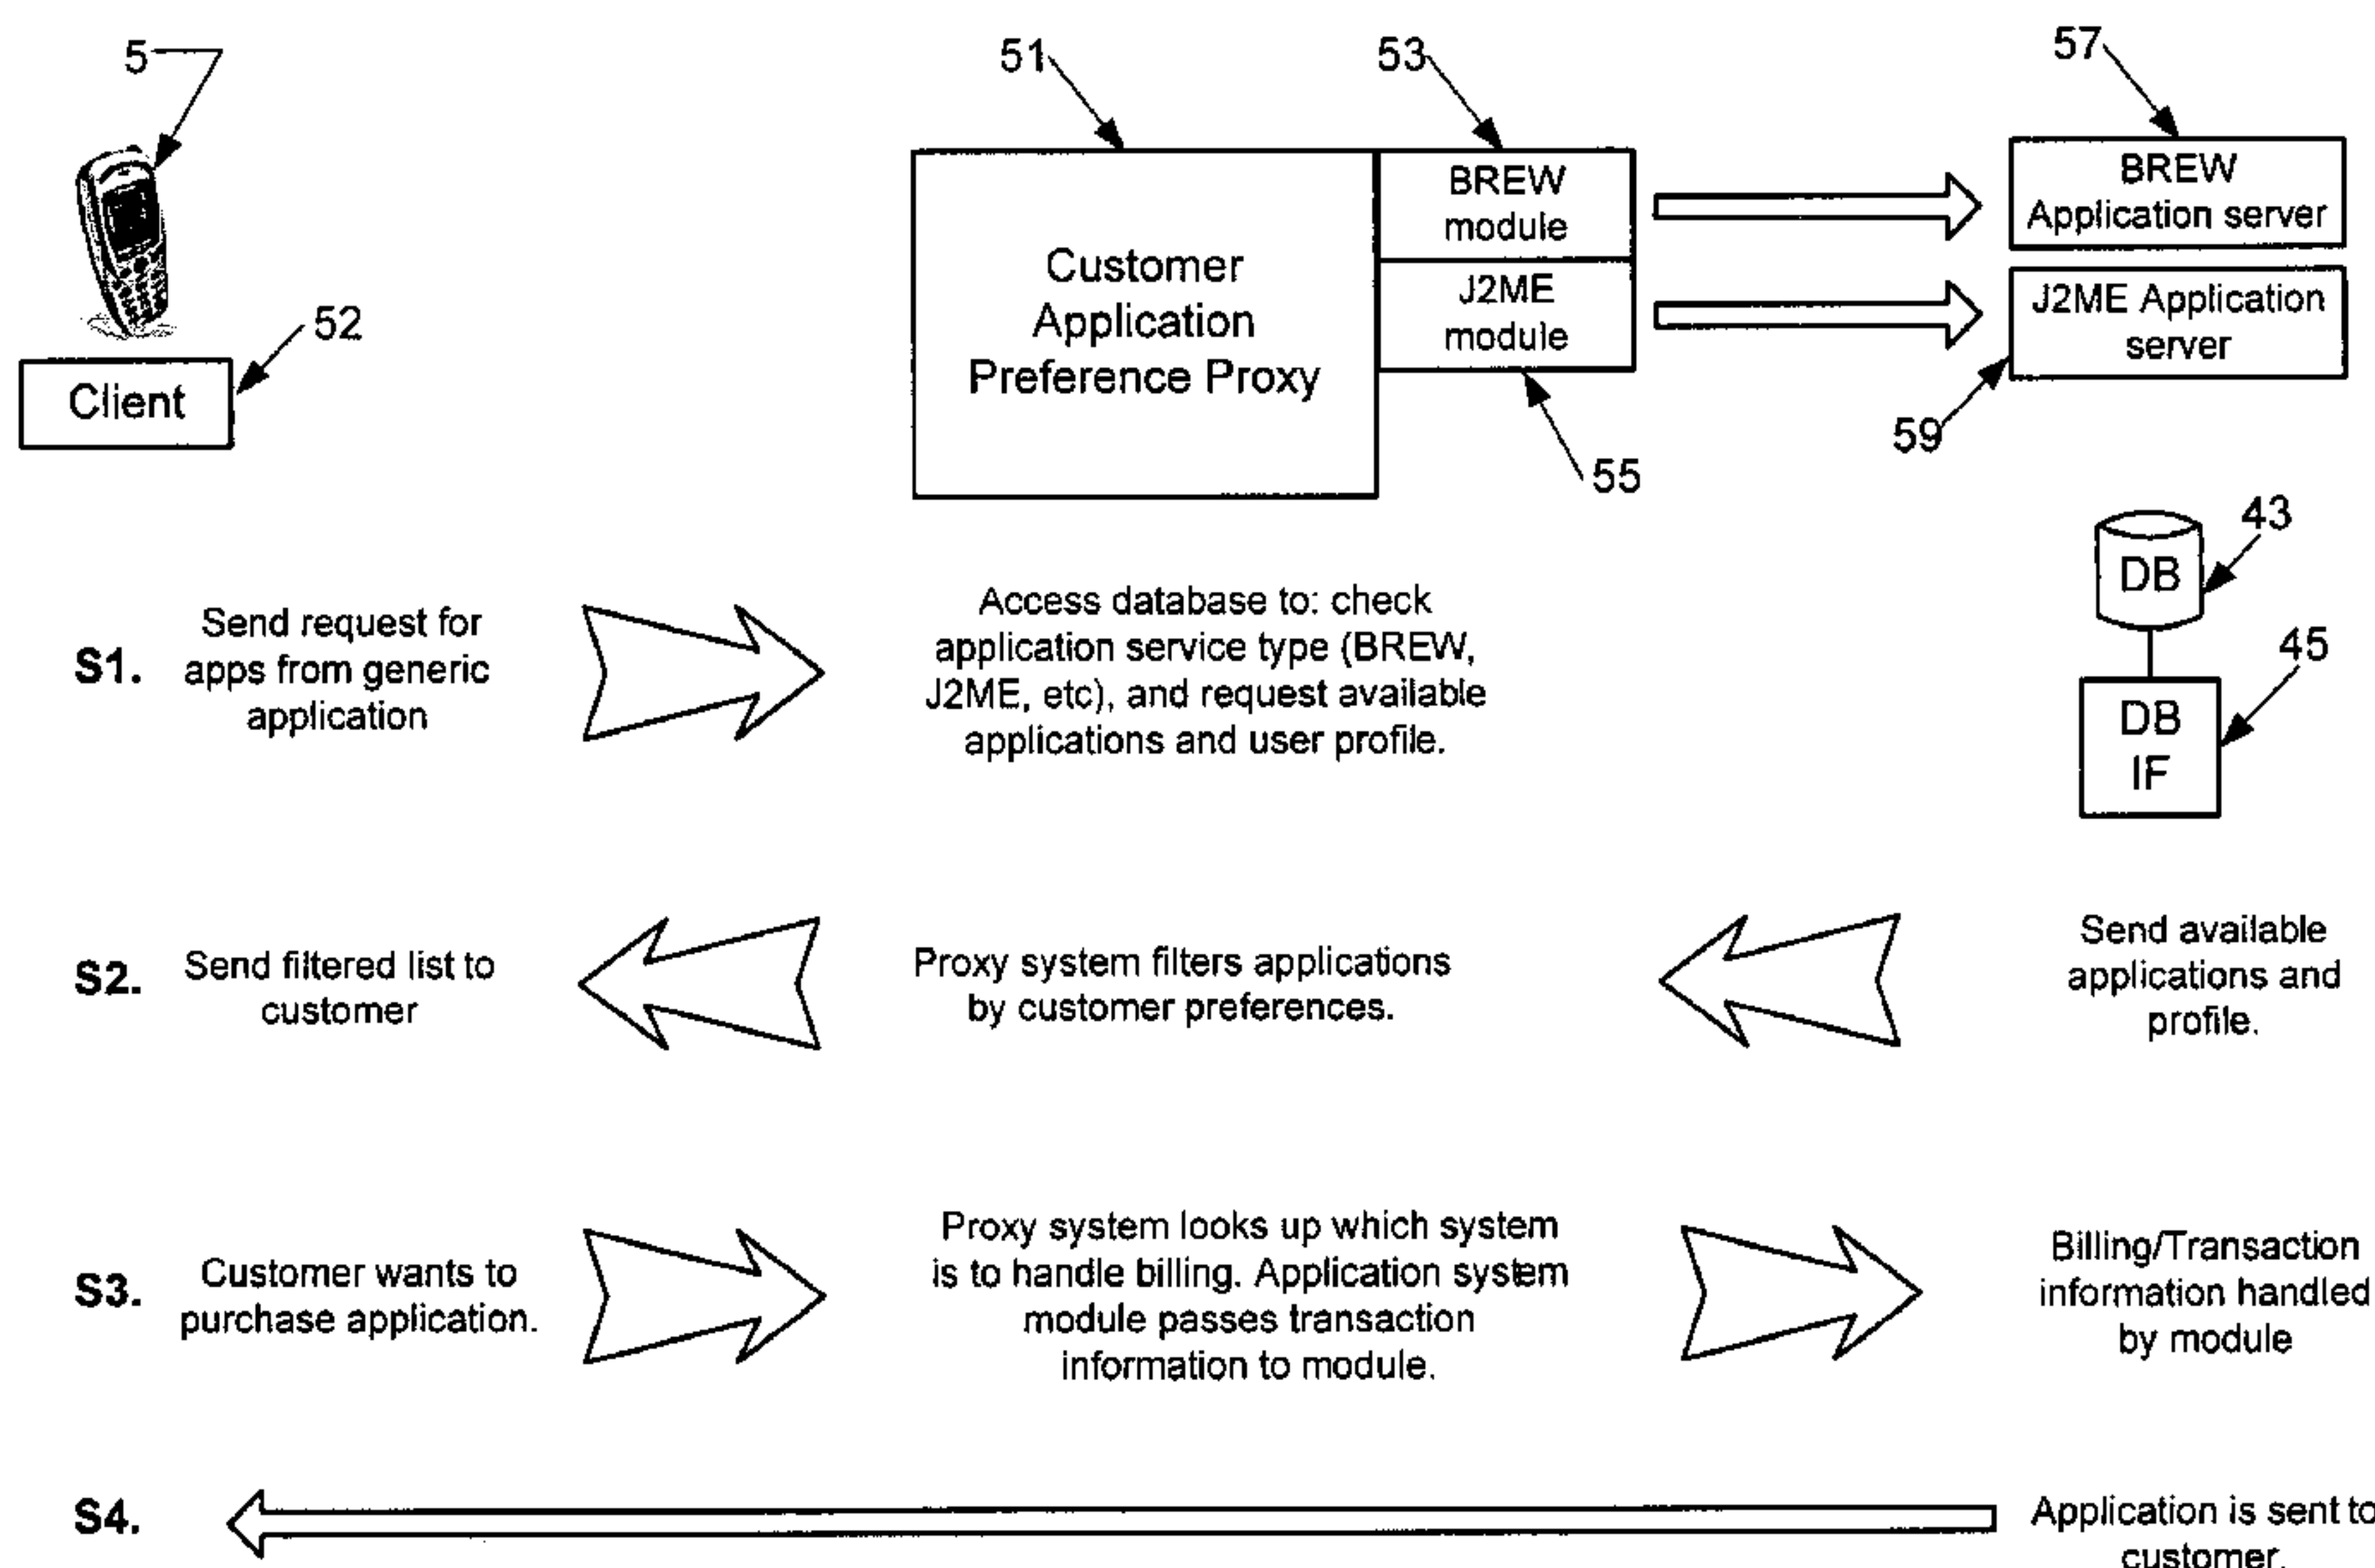 5
51
53
57
BREW
module
BREW
Application server
Customer
Application
Preference Proxy
J2ME
module
J2ME Application
server
52
Client
59
55
43
DB
45
DB
IF
S1.
Send request for
apps from generic
application
Access database to: check
application service type (BREW,
J2ME, etc), and request available
applications and user profile.
S2.
Send filtered list to
customer
Proxy system filters applications
by customer preferences.
Send available
applications and
profile.
S3.
Customer wants to
purchase application.
Proxy system looks up which system
is to handle billing. Application system
module passes transaction
information to module.
Billing/Transaction
information handled
by module
S4.
Application is sent to
customer.